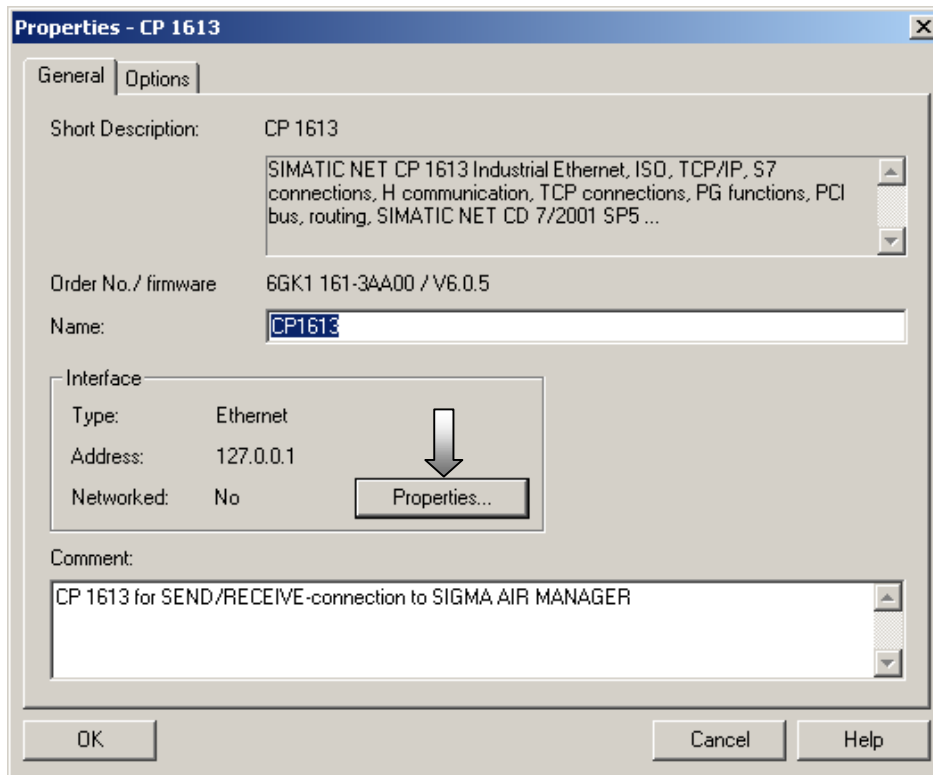 Properties - CP 1613
General
Options
Short Description:
CP 1613
SIMATIC NET CP 1613 Industrial Ethernet, ISO, TCP/IP, S7
connections, H communication, TCP connections, PG functions, PCI
bus, routing, SIMATIC NET CD 7/2001 SP5 ...
Order No./ firmware
6GK1 161-3AA00 / V6.0.5
Name:
CP1613
Interface
Type:
Ethernet
Address:
127.0.0.1
Networked:
No
Properties...
Comment:
CP 1613 for SEND/RECEIVE-connection to SIGMA AIR MANAGER
OK
Cancel
Help